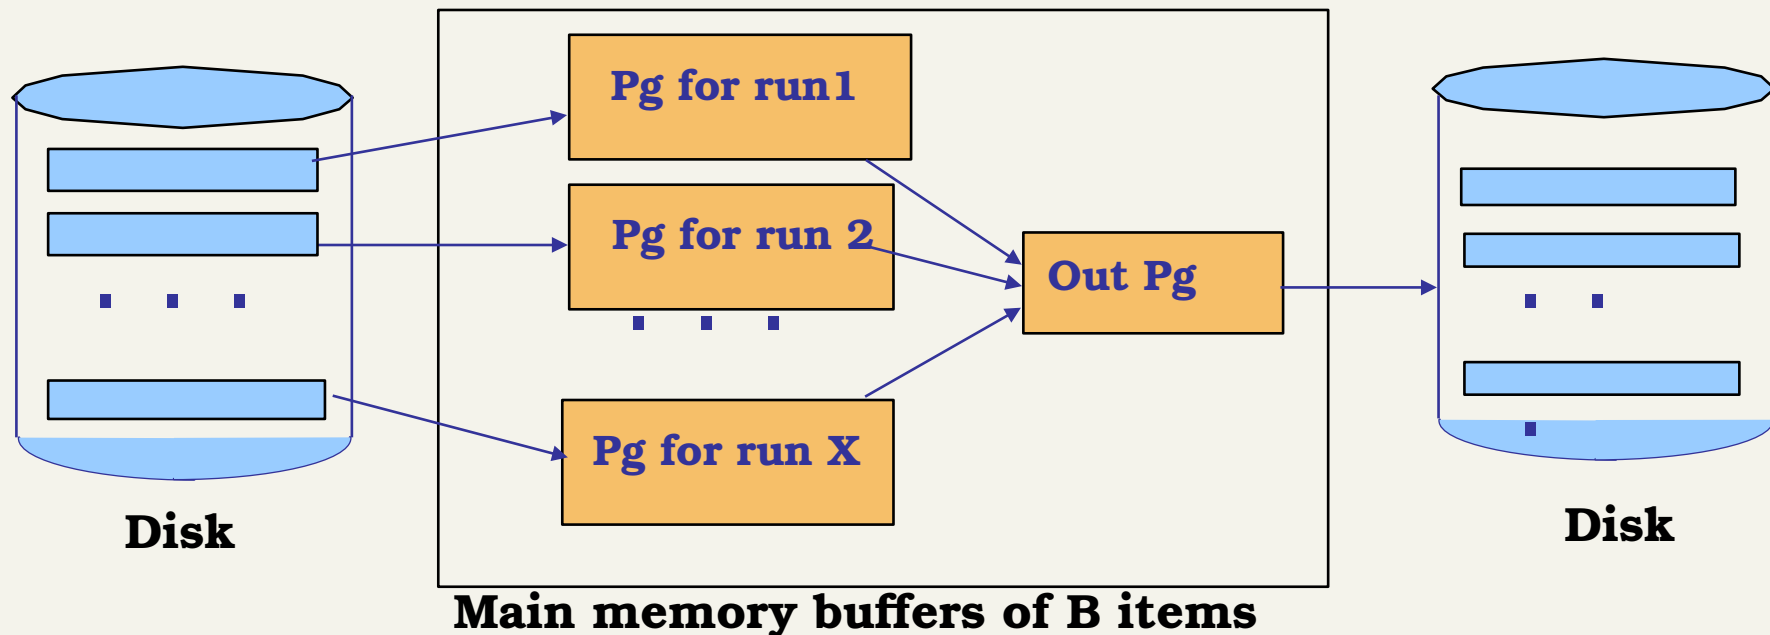 Pg for run1
Pg for run 2
Out Pg
Pg for run X
Disk
Disk
Main memory buffers of B items